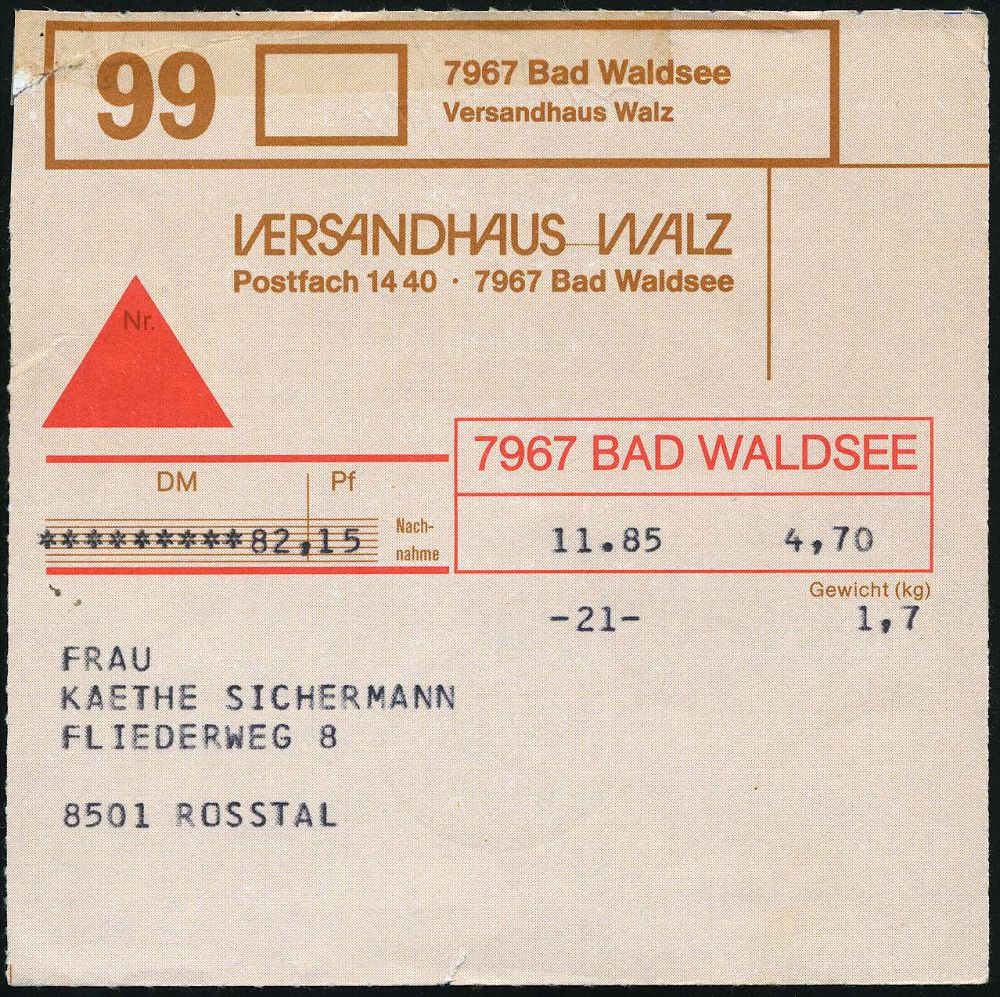 99
7967 Bad Waldsee
Versandhaus Walz
VERSANDHAUS WALZ
Postfach 14 40 · 7967 Bad Waldsee
Nr.
7967 BAD WALDSEE
DM Pf
*********82,15
Nach-
nahme
11.85 4,70
Gewicht (kg)
-21- 1,7
FRAU
KAETHE SICHERMANN
FLIEDERWEG 8
8501 ROSSTAL